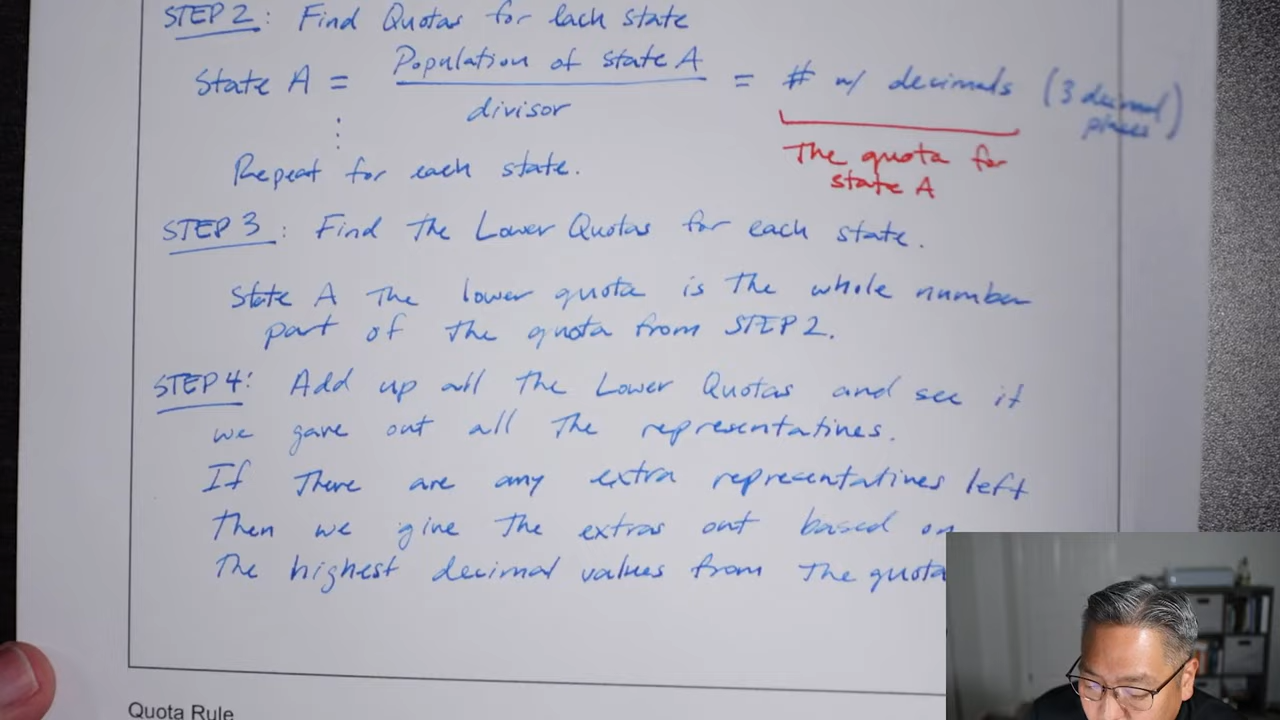 STEP 2: Find Quotas for each state
State A = Population of state A / divisor = # w/ decimals (3 decimal places)
The quota for
state A
Repeat for each state.
STEP 3: Find The Lower Quotas for each state.
State A The lower quota is the whole number
part of the quota from STEP 2.
STEP 4: Add up all the Lower Quotas and see if
we gave out all the representatives.
If There are any extra representatives left
Then we give the extras out based on
The highest decimal values from the quota
Quota Rule